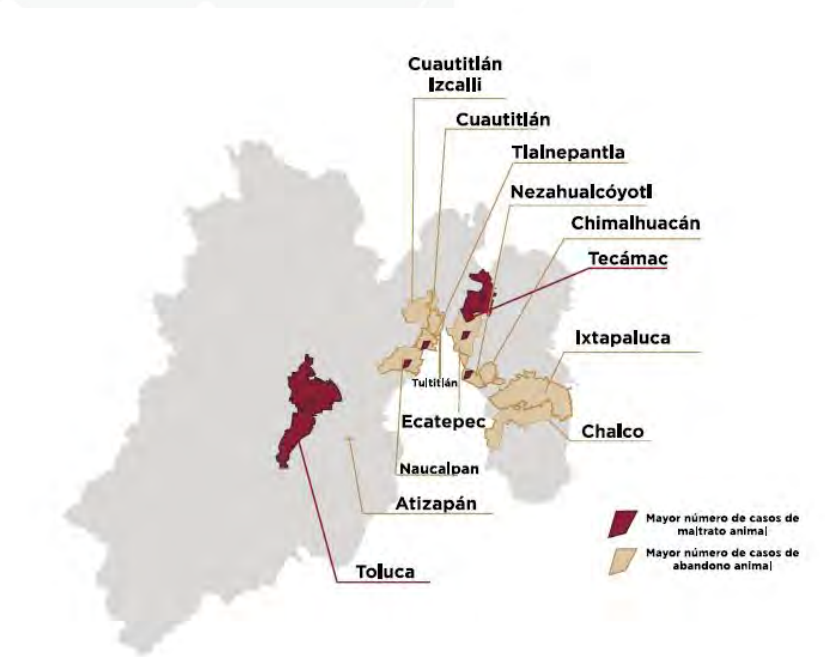 Cuautitlán
Izcalli
Cuautitlán
Tlalnepantla
Nezahualcóyotl
Chimalhuacán
Tecámac
Ixtapaluca
Tultitlán
Ecatepec
Chalco
Naucalpan
Atizapán
Toluca
Mayor número de casos de
maltrato animal
Mayor número de casos de
abandono animal